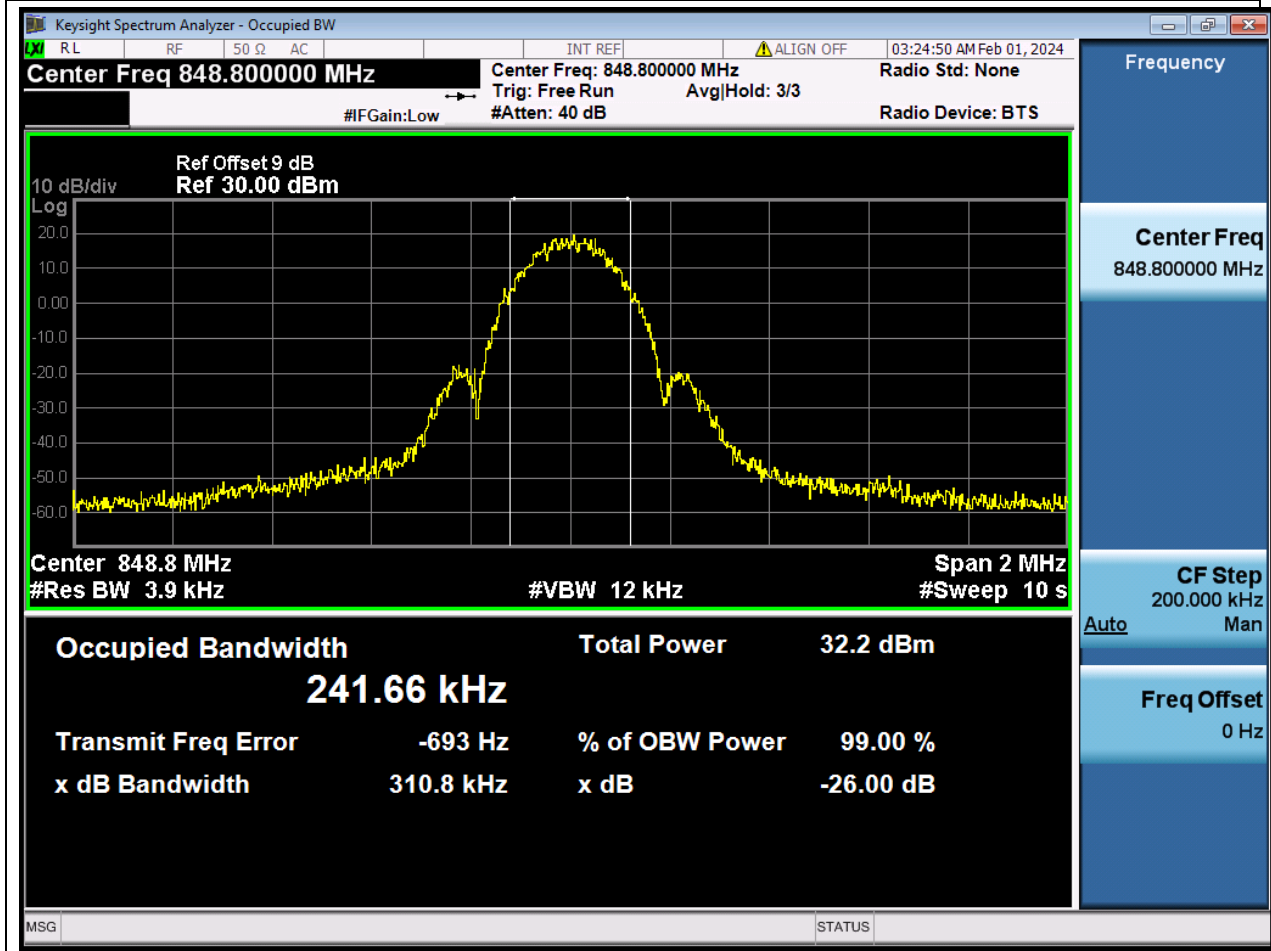 Keysight Spectrum Analyzer - Occupied BW
LXI RL RF 50 Ω AC INT REF ALIGN OFF 03:24:50 AM Feb 01, 2024
Center Freq 848.800000 MHz
Center Freq: 848.800000 MHz
Radio Std: None
Trig: Free Run Avg|Hold: 3/3
#IFGain:Low #Atten: 40 dB
Radio Device: BTS
Frequency
Ref Offset 9 dB
10 dB/div Ref 30.00 dBm
Log
20.0
10.0
0.00
-10.0
-20.0
-30.0
-40.0
-50.0
-60.0
Center 848.8 MHz Span 2 MHz
#Res BW 3.9 kHz #VBW 12 kHz #Sweep 10 s
Occupied Bandwidth Total Power 32.2 dBm
241.66 kHz
Transmit Freq Error -693 Hz % of OBW Power 99.00 %
x dB Bandwidth 310.8 kHz x dB -26.00 dB
Center Freq
848.800000 MHz
CF Step
200.000 kHz
Auto Man
Freq Offset
0 Hz
MSG STATUS